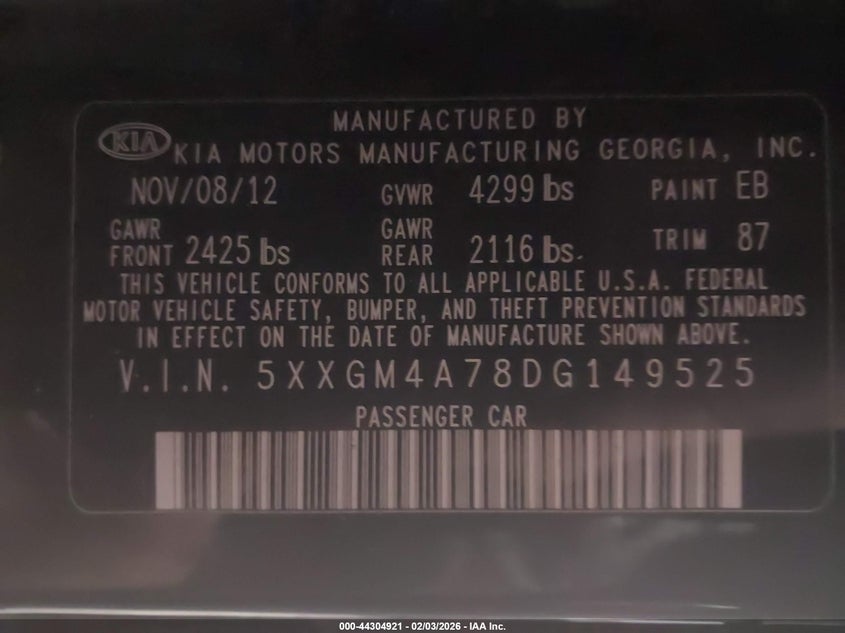 MANUFACTURED BY
KIA KIA MOTORS MANUFACTURING GEORGIA, INC.
NOV/08/12 GVWR 4299 lbs PAINT EB
GAWR FRONT 2425 lbs GAWR REAR 2116 lbs. TRIM 87
THIS VEHICLE CONFORMS TO ALL APPLICABLE U.S.A. FEDERAL
MOTOR VEHICLE SAFETY, BUMPER, AND THEFT PREVENTION STANDARDS
IN EFFECT ON THE DATE OF MANUFACTURE SHOWN ABOVE.
V.I.N. 5XXGM4A78DG149525
PASSENGER CAR
000-44304921 - 02/03/2026 - IAA Inc.